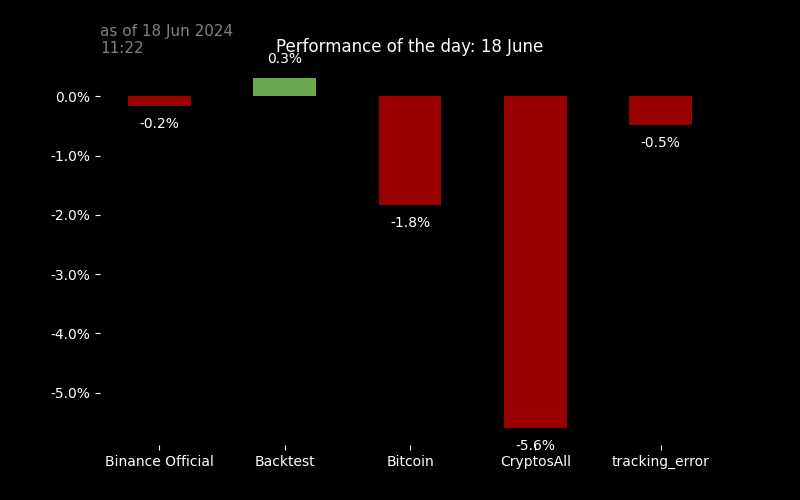 as of 18 Jun 2024
11:22
Performance of the day: 18 June
0.3%
0.0%
-0.2%
-0.5%
-1.0%
-1.8%
-2.0%
-3.0%
-4.0%
-5.0%
-5.6%
Binance Official
Backtest
Bitcoin
CryptosAll
tracking_error